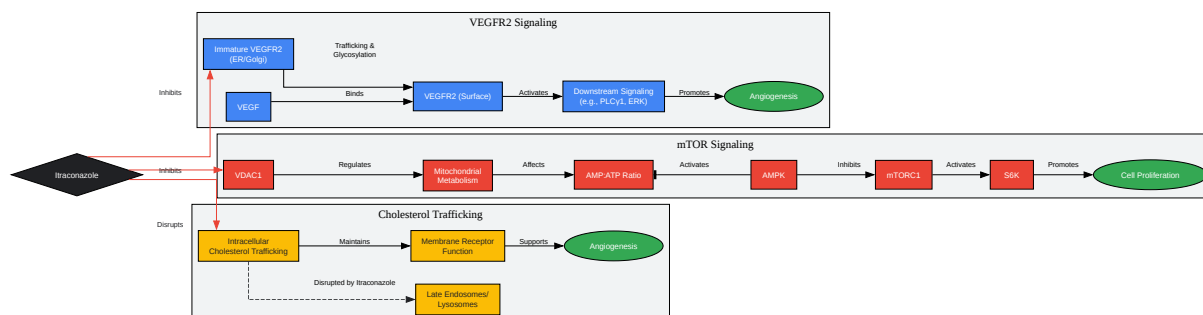 VEGFR2 Signaling
Immature VEGFR2
(ER/Golgi)
Trafficking &
Glycosylation
Inhibits
VEGF
Binds
VEGFR2 (Surface)
Activates
Downstream Signaling
(e.g., PLCγ1, ERK)
Promotes
Angiogenesis
mTOR Signaling
Itraconazole
Inhibits
VDAC1
Regulates
Mitochondrial
Metabolism
Affects
AMP:ATP Ratio
Activates
AMPK
Inhibits
mTORC1
Activates
S6K
Promotes
Cell Proliferation
Cholesterol Trafficking
Disrupts
Intracellular
Cholesterol Trafficking
Maintains
Membrane Receptor
Function
Supports
Angiogenesis
Disrupted by Itraconazole
Late Endosomes/
Lysosomes